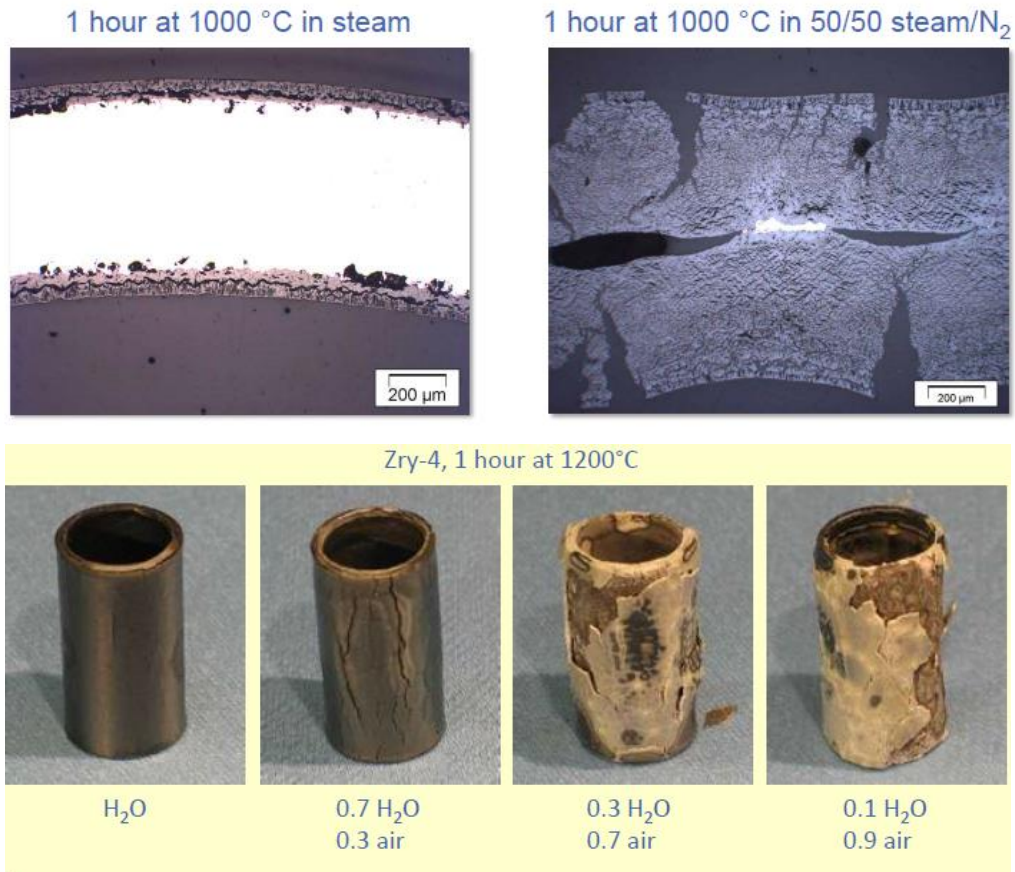 1 hour at 1000 °C in steam
1 hour at 1000 °C in 50/50 steam/N₂
200 µm
200 µm
Zry-4, 1 hour at 1200°C
H₂O
0.7 H₂O
0.3 air
0.3 H₂O
0.7 air
0.1 H₂O
0.9 air